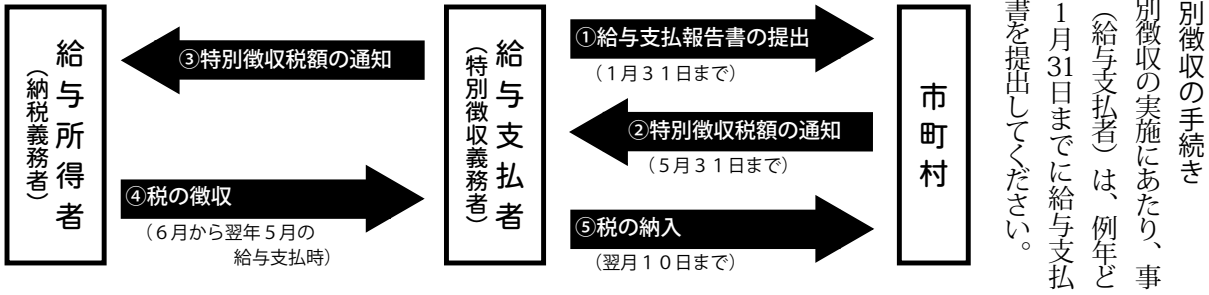 別徴収の手続き
別徴収の実施にあたり、事
（給与支払者）は、例年ど
１月31日までに給与支払
書を提出してください。
市町村
①給与支払報告書の提出
（１月３１日まで）
②特別徴収税額の通知
（５月３１日まで）
⑤税の納入
（翌月１０日まで）
給与支払者
（特別徴収義務者）
③特別徴収税額の通知
④税の徴収
（６月から翌年５月の
給与支払時）
給与所得者
（納税義務者）